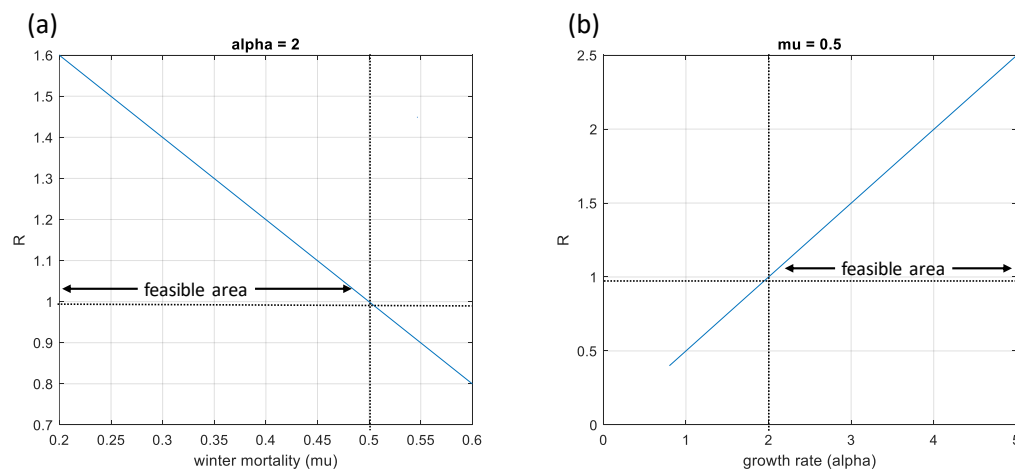 (a)
alpha = 2
1.6
1.5
1.4
1.3
1.2
1.1
1
0.9
0.8
0.7
R
feasible area
0.2 0.25 0.3 0.35 0.4 0.45 0.5 0.55 0.6
winter mortality (mu)
(b)
mu = 0.5
2.5
2
1.5
1
0.5
0
R
feasible area
0 1 2 3 4 5
growth rate (alpha)